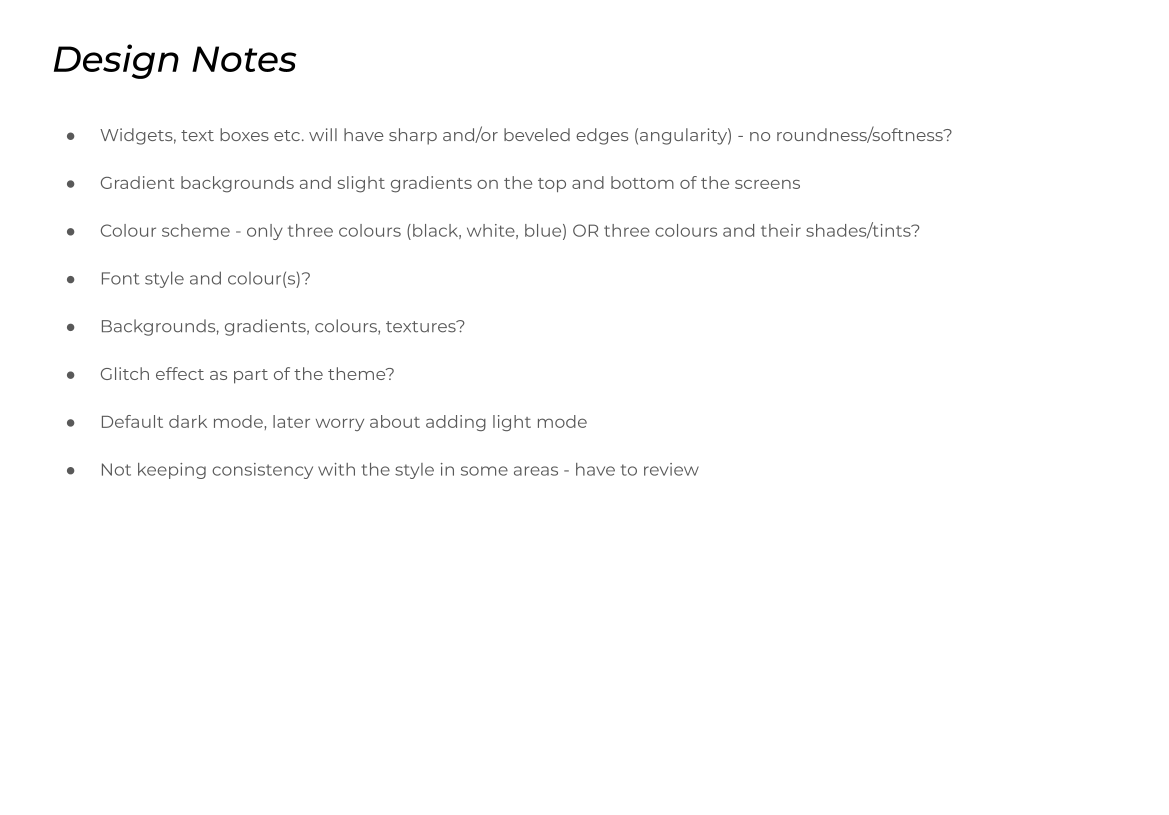 Design Notes
● Widgets, text boxes etc. will have sharp and/or beveled edges (angularity) - no roundness/softness?
● Gradient backgrounds and slight gradients on the top and bottom of the screens
● Colour scheme - only three colours (black, white, blue) OR three colours and their shades/tints?
● Font style and colour(s)?
● Backgrounds, gradients, colours, textures?
● Glitch effect as part of the theme?
● Default dark mode, later worry about adding light mode
● Not keeping consistency with the style in some areas - have to review